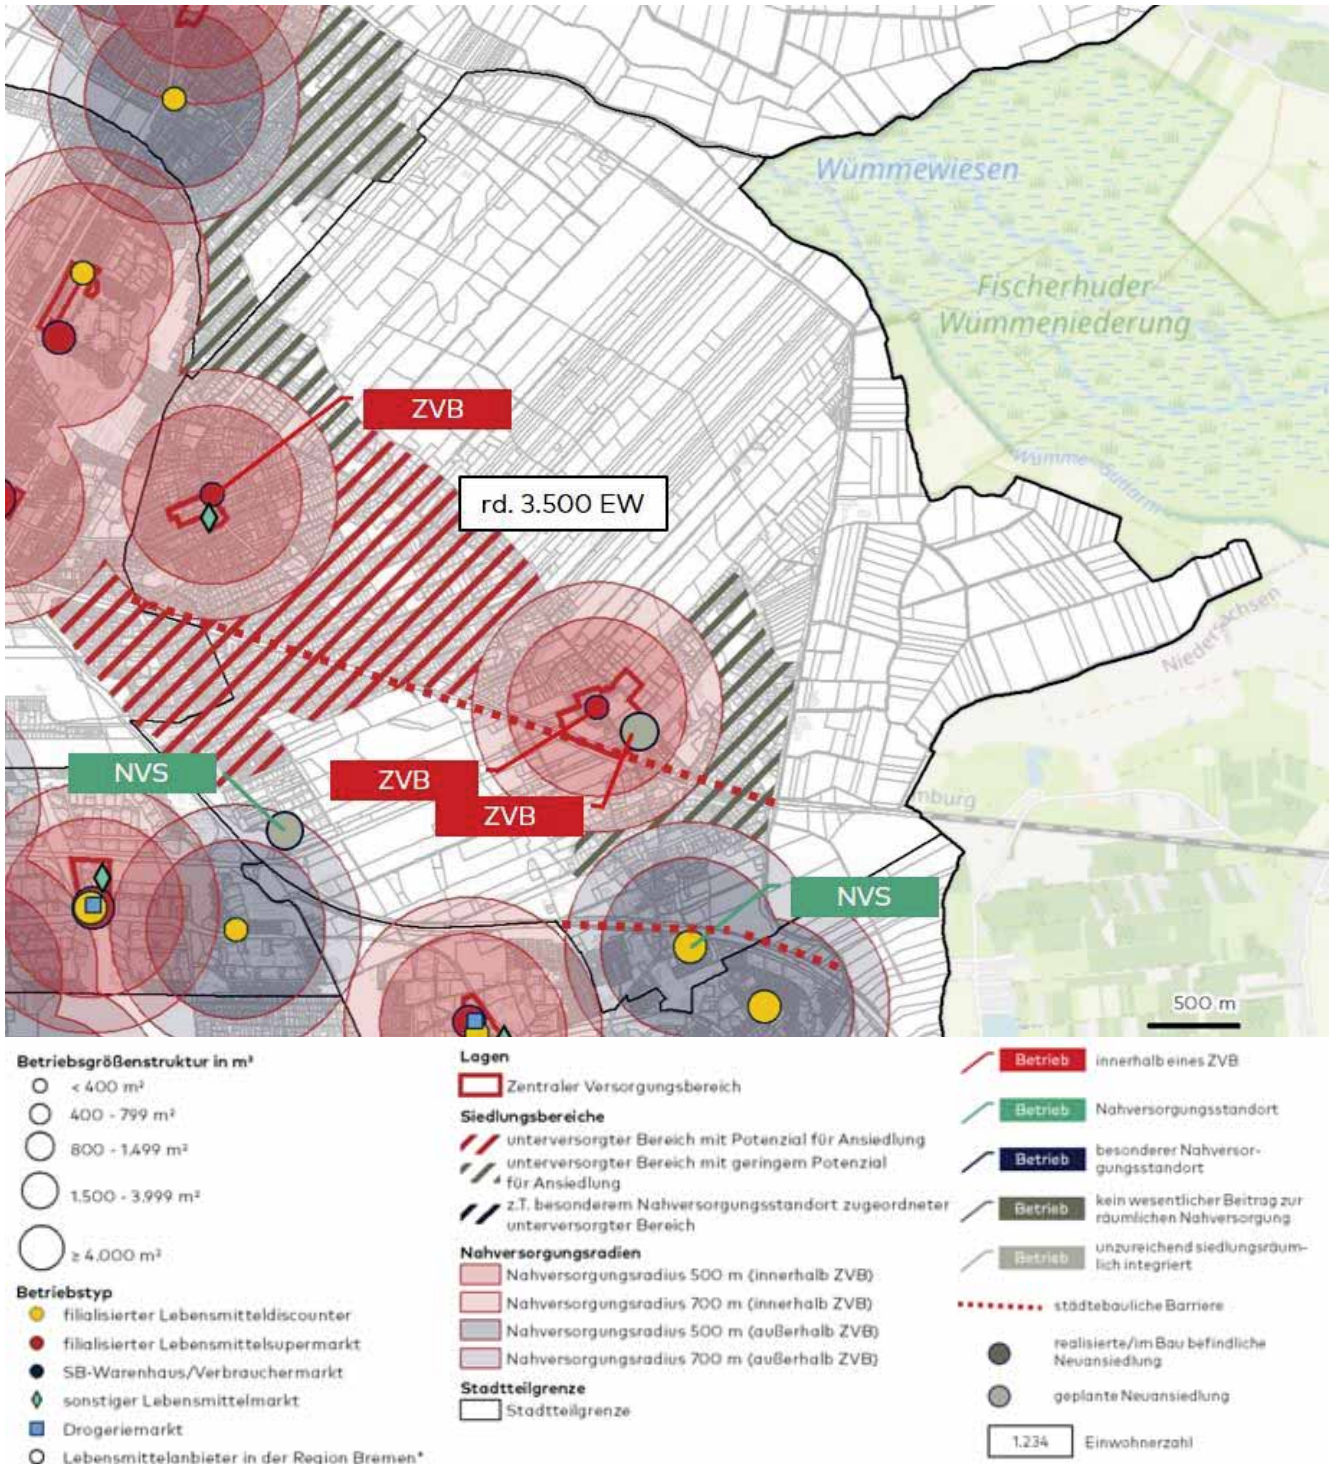 Wümmewiesen
Fischerhuder
Wümmeniederung
ZVB
rd. 3.500 EW
Wümme-Südarm
Niedersachsen
NVS
ZVB
ZVB
mburg
NVS
500 m
Betriebsgrößenstruktur in m²
< 400 m²
400 - 799 m²
800 - 1.499 m²
1.500 - 3.999 m²
≥ 4.000 m²
Betriebstyp
filialisierter Lebensmitteldiscounter
filialisierter Lebensmittelsupermarkt
SB-Warenhaus/Verbrauchermarkt
sonstiger Lebensmittelmarkt
Drogeriemarkt
Lebensmittelanbieter in der Region Bremen*
Lagen
Zentraler Versorgungsbereich
Siedlungsbereiche
unterversorgter Bereich mit Potenzial für Ansiedlung
unterversorgter Bereich mit geringem Potenzial
für Ansiedlung
z.T. besonderem Nahversorgungsstandort zugeordneter
unterversorgter Bereich
Nahversorgungsradien
Nahversorgungsradius 500 m (innerhalb ZVB)
Nahversorgungsradius 700 m (innerhalb ZVB)
Nahversorgungsradius 500 m (außerhalb ZVB)
Nahversorgungsradius 700 m (außerhalb ZVB)
Stadtteilgrenze
Stadtteilgrenze
Betrieb innerhalb eines ZVB
Betrieb Nahversorgungsstandort
Betrieb besonderer Nahversor-
gungsstandort
Betrieb kein wesentlicher Beitrag zur
räumlichen Nahversorgung
Betrieb unzureichend siedlungsräum-
lich integriert
städtebauliche Barriere
realisierte/im Bau befindliche
Neuansiedlung
geplante Neuansiedlung
1.234 Einwohnerzahl